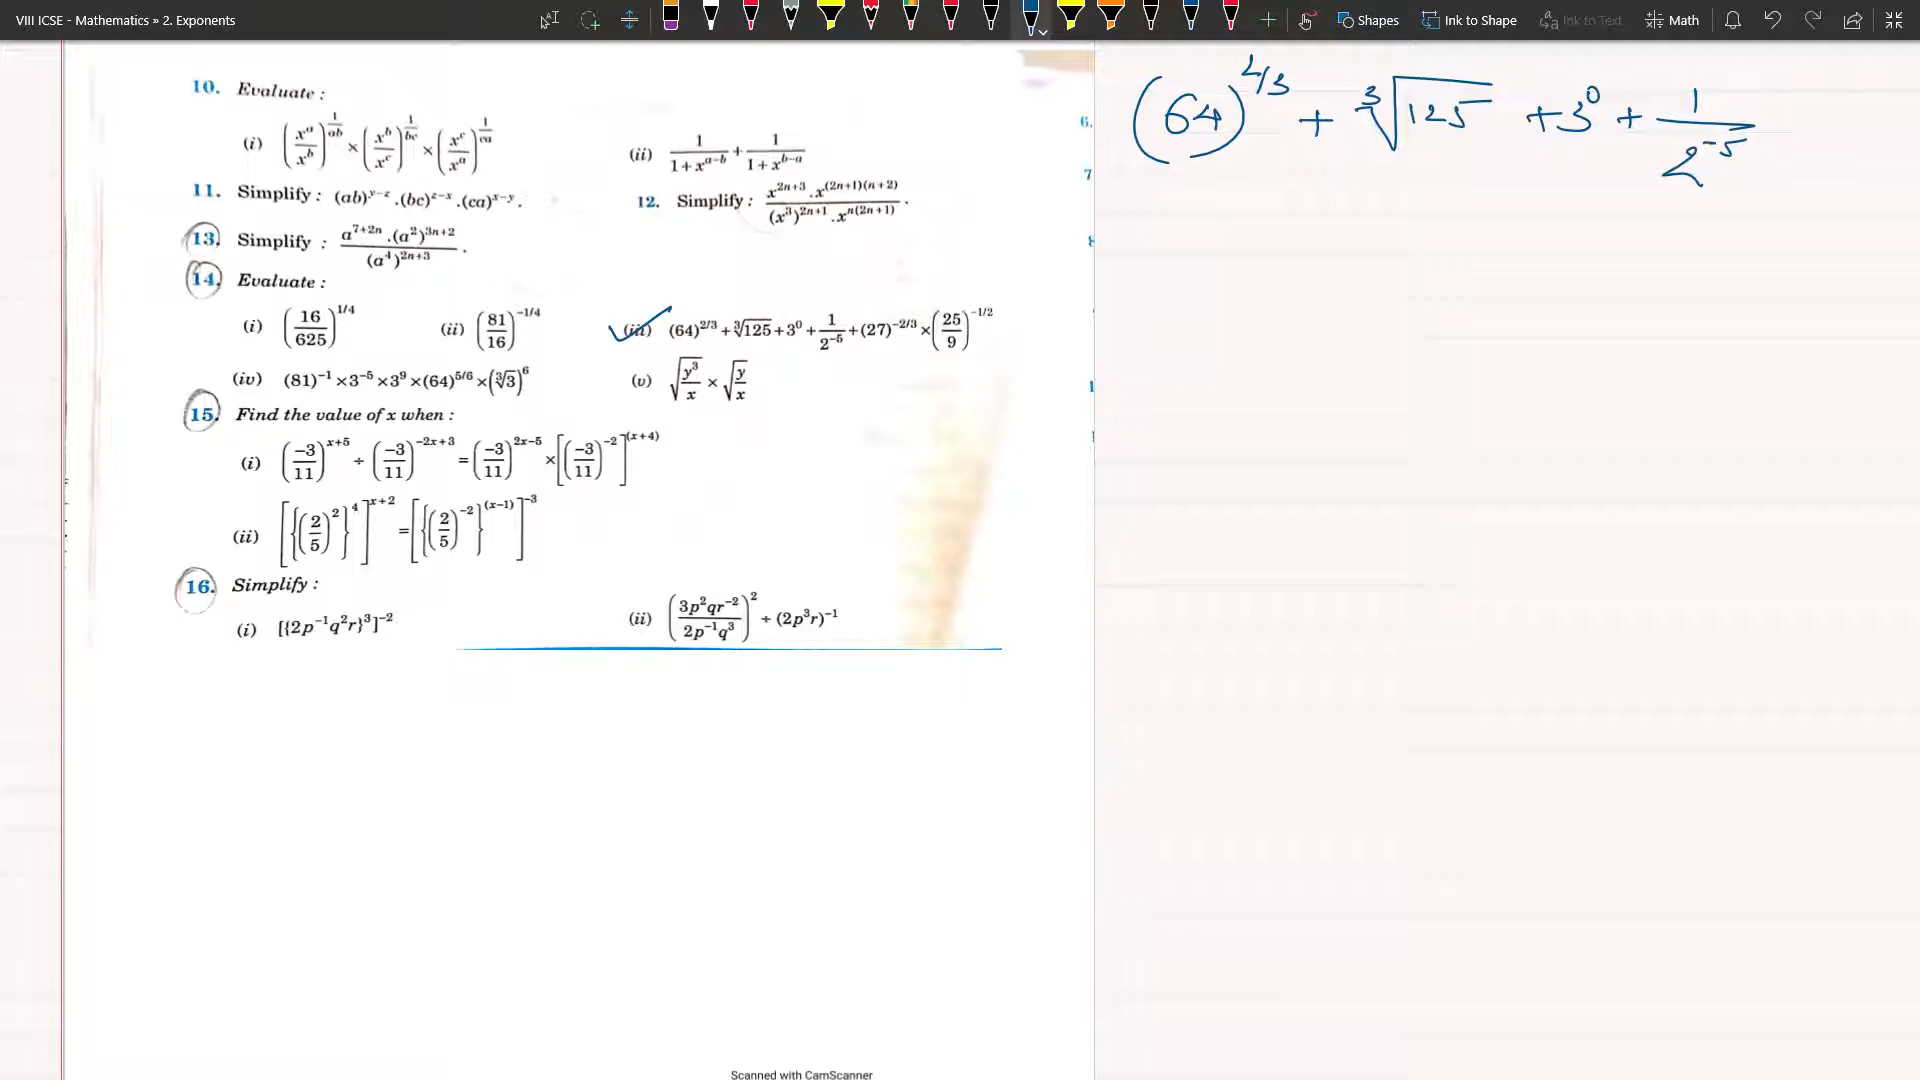 VIII ICSE - Mathematics » 2. Exponents
Shapes
Ink to Shape
Ink to Text
Math
10. Evaluate :
(i) (x^a/x^b)^(1/ab) × (x^b/x^c)^(1/bc) × (x^c/x^a)^(1/ca)
(ii) 1/(1+x^(a−b)) + 1/(1+x^(b−a))
11. Simplify : (ab)^(y−z) .(bc)^(z−x) .(ca)^(x−y) .
12. Simplify : (x^(2n+3) . x^((2n+1)(n+2)))/((x^3)^(2n+1) . x^(n(2n+1))) .
13. Simplify : (a^(7+2n) .(a^2)^(3n+2))/((a^4)^(2n+3)) .
14. Evaluate :
(i) (16/625)^(1/4)
(ii) (81/16)^(−1/4)
(iii) (64)^(2/3) + ∛125 + 3^0 + 1/2^(−5) + (27)^(−2/3) × (25/9)^(−1/2)
(iv) (81)^(−1) × 3^(−5) × 3^9 × (64)^(5/6) × (∛3)^6
(v) √(y^3/x) × √(y/x)
15. Find the value of x when :
(i) (−3/11)^(x+5) ÷ (−3/11)^(−2x+3) = (−3/11)^(2x−5) × [(−3/11)^(−2)]^(x+4)
(ii) [{(2/5)^2}^4]^(x+2) = [{(2/5)^(−2)}^(x−1)]^(−3)
16. Simplify :
(i) [{2p^(−1)q^2r}^3]^(−2)
(ii) (3p^2qr^(−2)/2p^(−1)q^3)^2 ÷ (2p^3r)^(−1)
Scanned with CamScanner
6.
7
(64)^(2/3) + ∛125 + 3^0 + 1/2^(−5)